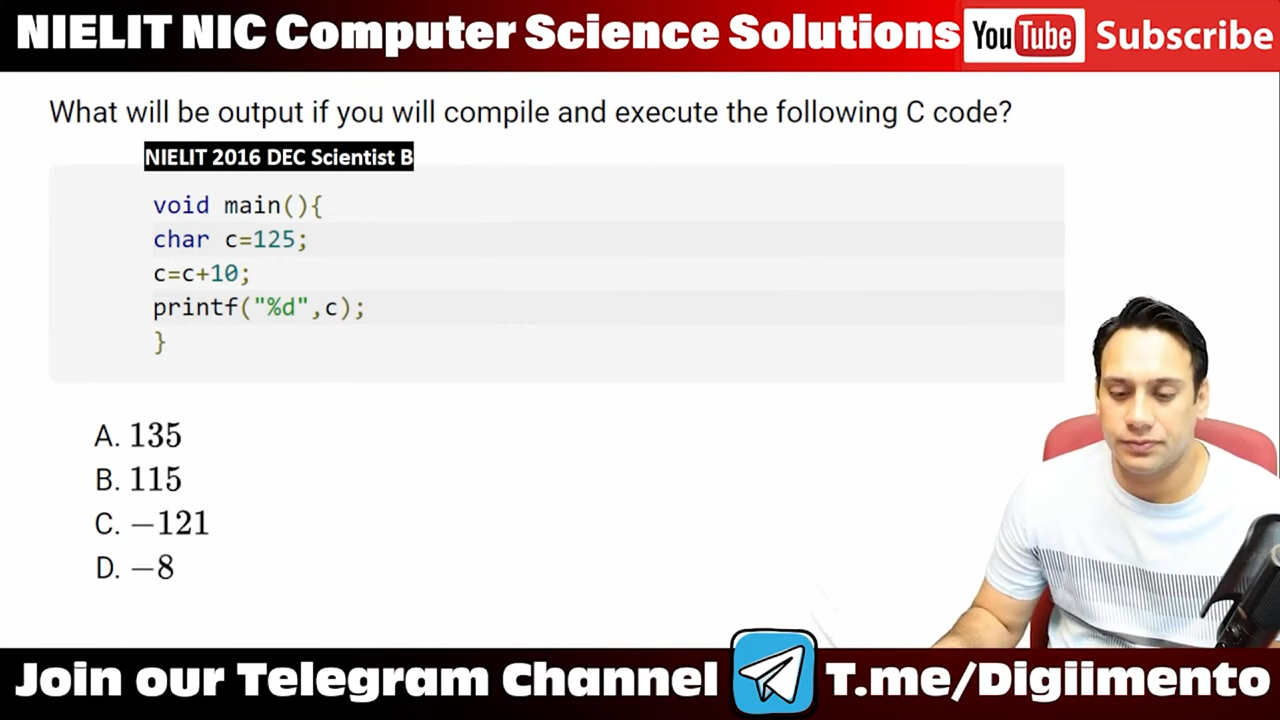 NIELIT NIC Computer Science Solutions YouTube Subscribe
What will be output if you will compile and execute the following C code?
NIELIT 2016 DEC Scientist B
void main(){
char c=125;
c=c+10;
printf("%d",c);
}
A. 135
B. 115
C. −121
D. −8
Join our Telegram Channel T.me/Digiimento